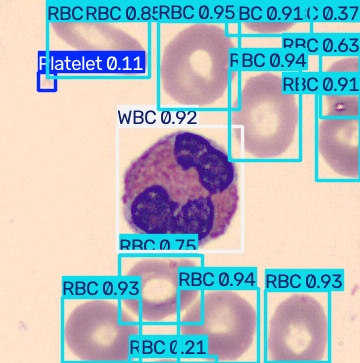 RBC RBC 0.85 RBC 0.95 BC 0.91 C 0.37
RBC 0.63
Platelet 0.11 RBC 0.94
RBC 0.91
WBC 0.92
RBC 0.75
RBC 0.93 RBC 0.94 RBC 0.93
RBC 0.21